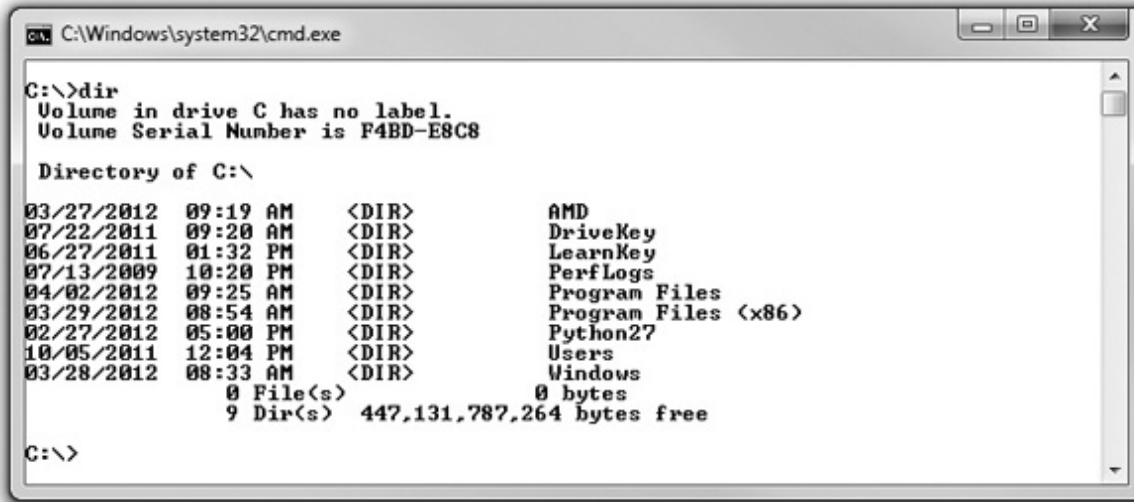 C:\Windows\system32\cmd.exe
C:\>dir
Volume in drive C has no label.
Volume Serial Number is F4BD-E8C8
Directory of C:\
03/27/2012 09:19 AM <DIR> AMD
07/22/2011 09:20 AM <DIR> DriveKey
06/27/2011 01:32 PM <DIR> LearnKey
07/13/2009 10:20 PM <DIR> PerfLogs
04/02/2012 09:25 AM <DIR> Program Files
03/29/2012 08:54 AM <DIR> Program Files (x86)
02/27/2012 05:00 PM <DIR> Python27
10/05/2011 12:04 PM <DIR> Users
03/28/2012 08:33 AM <DIR> Windows
0 File(s) 0 bytes
9 Dir(s) 447,131,787,264 bytes free
C:\>